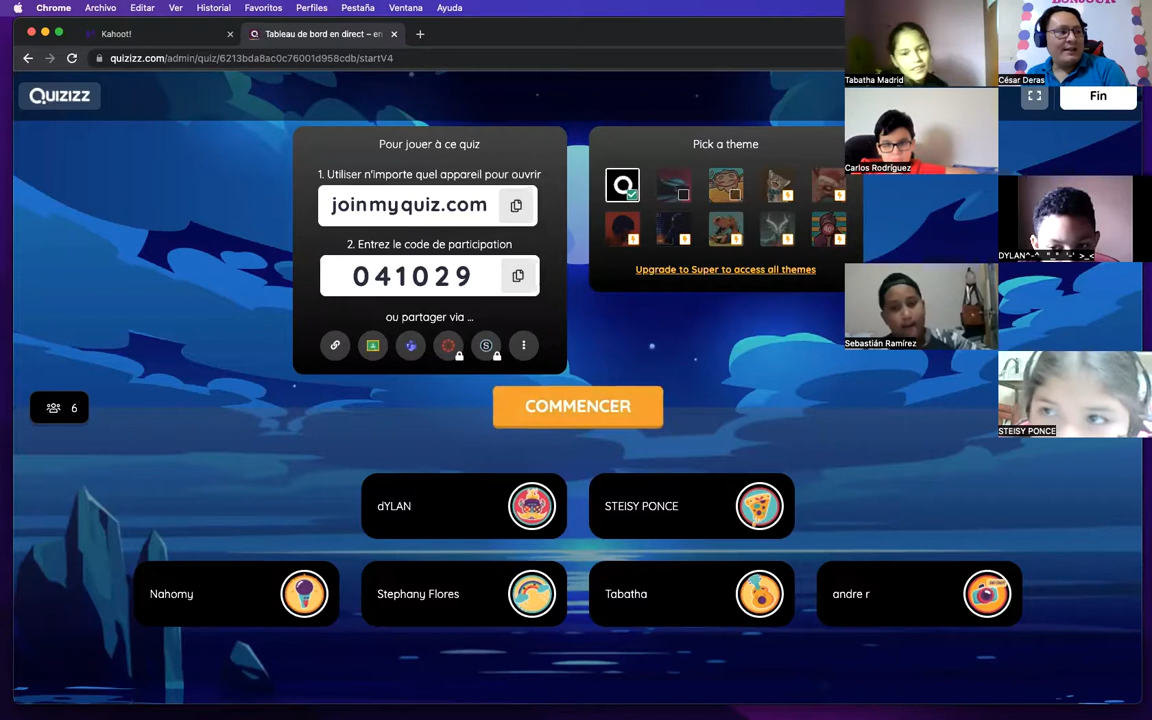 Chrome Archivo Editar Ver Historial Favoritos Perfiles Pestaña Ventana Ayuda
Kahoot!
Tableau de bord en direct – en
quizizz.com/admin/quiz/6213bda8ac0c76001d958cdb/startV4
BONJOUR
Tabatha Madrid
César Deras
QUIZIZZ
Fin
Pour jouer à ce quiz
Pick a theme
1. Utiliser n'importe quel appareil pour ouvrir
joinmyquiz.com
2. Entrez le code de participation
041029
ou partager via ...
Upgrade to Super to access all themes
Carlos Rodríguez
DYLAN^-^ "_" '-' >_<
Sebastián Ramírez
STEISY PONCE
6
COMMENCER
dYLAN
STEISY PONCE
Nahomy
Stephany Flores
Tabatha
andre r